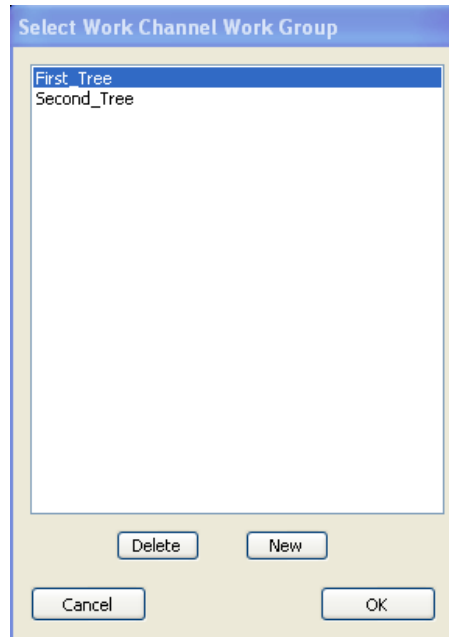 Select Work Channel Work Group
First_Tree
Second_Tree
Delete New
Cancel OK